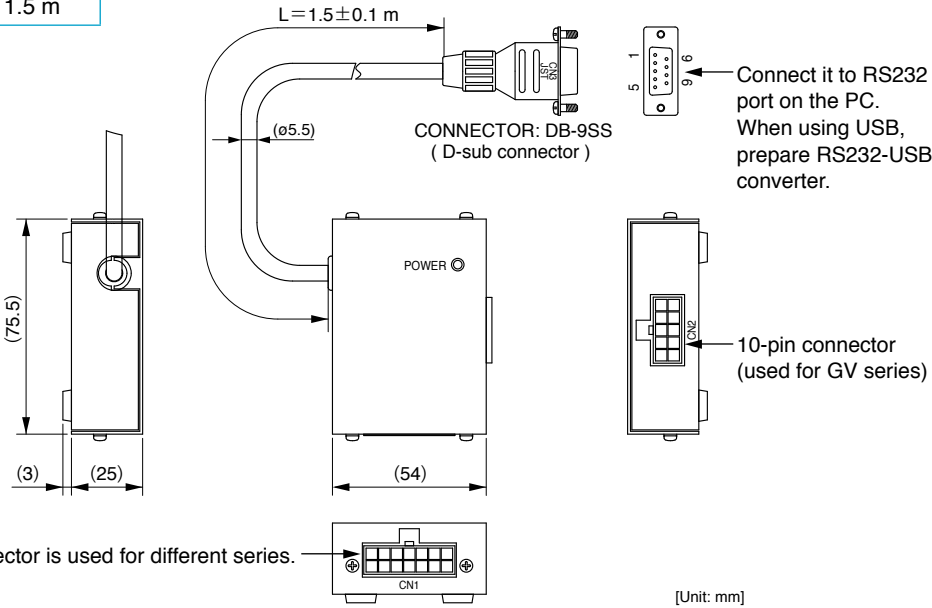 1.5 m
L=1.5±0.1 m
CN3
JST
1
6
5
9
Connect it to RS232
port on the PC.
When using USB,
prepare RS232-USB
converter.
(ø5.5)
CONNECTOR: DB-9SS
( D-sub connector )
POWER
(75.5)
CN2
10-pin connector
(used for GV series)
(3)
(25)
(54)
is used for different series.
CN1
[Unit: mm]